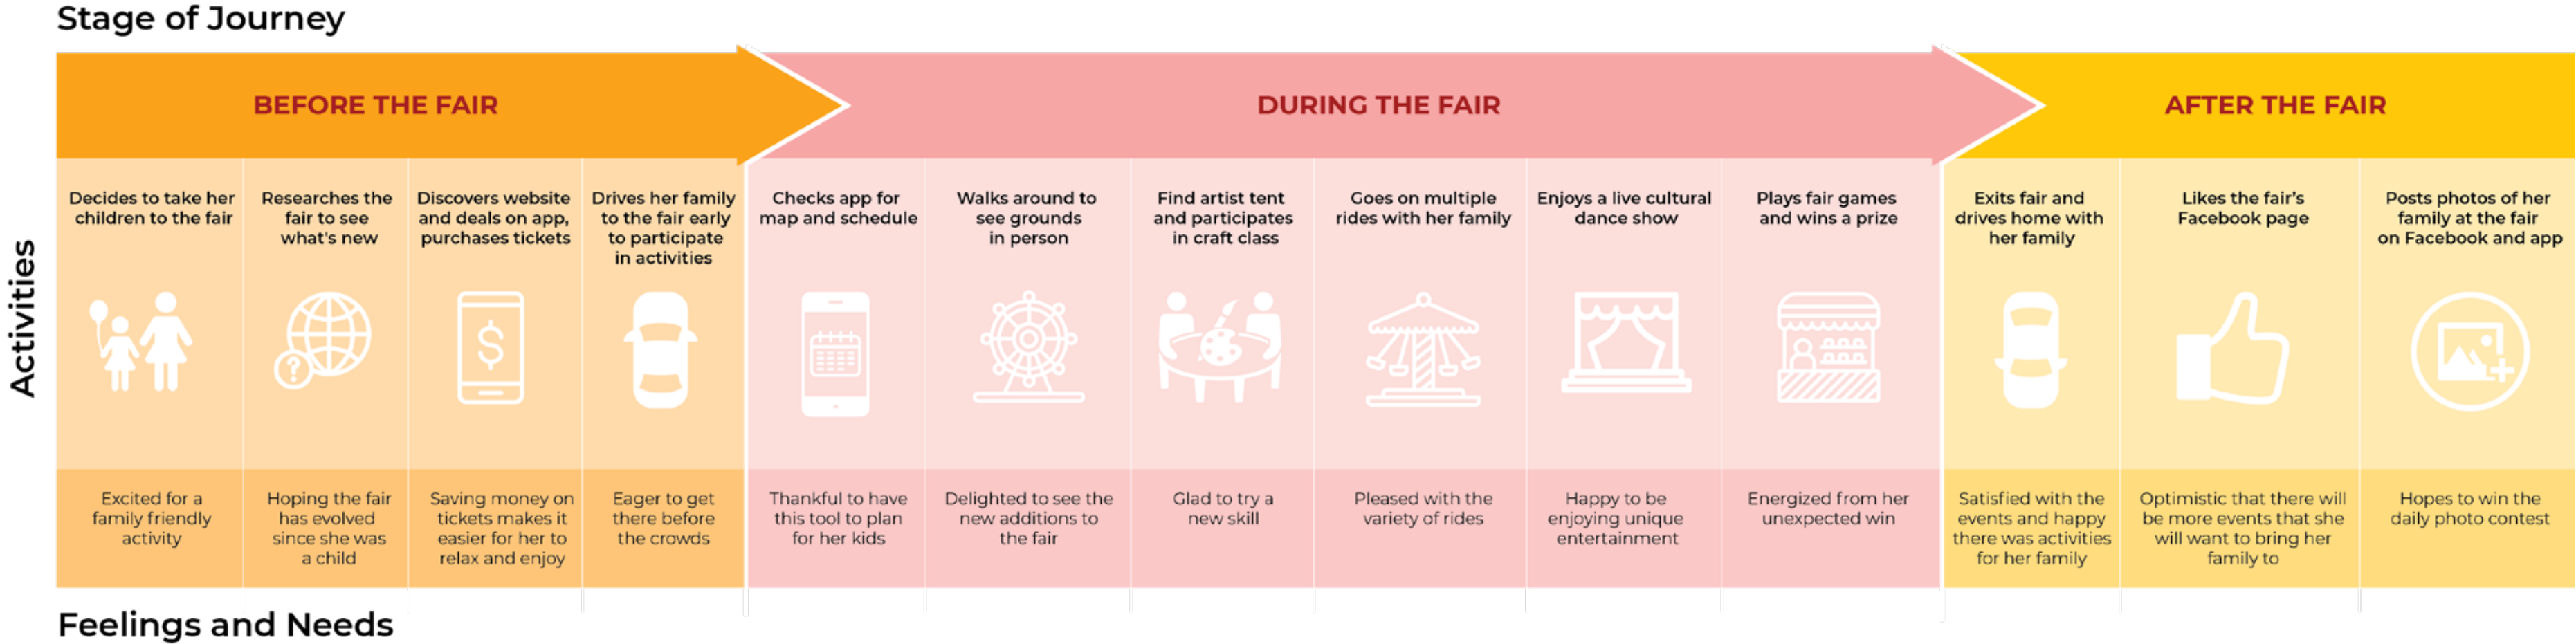 Stage of Journey
BEFORE THE FAIR
DURING THE FAIR
AFTER THE FAIR
Activities
Decides to take her
children to the fair
Researches the
fair to see
what's new
Discovers website
and deals on app,
purchases tickets
Drives her family
to the fair early
to participate
in activities
Checks app for
map and schedule
Walks around to
see grounds
in person
Find artist tent
and participates
in craft class
Goes on multiple
rides with her family
Enjoys a live cultural
dance show
Plays fair games
and wins a prize
Exits fair and
drives home with
her family
Likes the fair’s
Facebook page
Posts photos of her
family at the fair
on Facebook and app
?
$
Excited for a
family friendly
activity
Hoping the fair
has evolved
since she was
a child
Saving money on
tickets makes it
easier for her to
relax and enjoy
Eager to get
there before
the crowds
Thankful to have
this tool to plan
for her kids
Delighted to see the
new additions to
the fair
Glad to try a
new skill
Pleased with the
variety of rides
Happy to be
enjoying unique
entertainment
Energized from her
unexpected win
Satisfied with the
events and happy
there was activities
for her family
Optimistic that there will
be more events that she
will want to bring her
family to
Hopes to win the
daily photo contest
Feelings and Needs